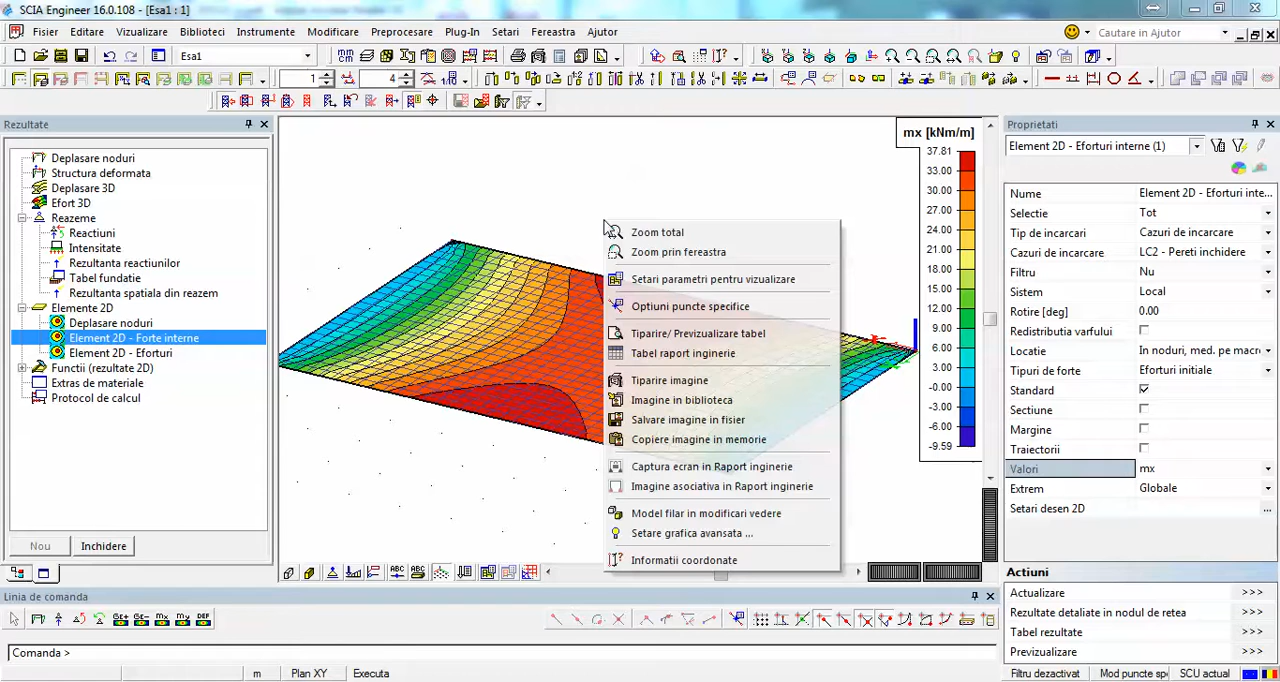 SCIA Engineer 16.0.108 - [Esa1 : 1]
Fisier Editare Vizualizare Biblioteci Instrumente Modificare Preprocesare Plug-In Setari Fereastra Ajutor
Cautare in Ajutor
Esa1
1 4
Rezultate
Deplasare noduri
Structura deformata
Deplasare 3D
Efort 3D
Reazeme
Reactiuni
Intensitate
Rezultanta reactiunilor
Tabel fundatie
Rezultanta spatiala din reazem
Elemente 2D
Deplasare noduri
Element 2D - Forte interne
Element 2D - Eforturi
Functii (rezultate 2D)
Extras de materiale
Protocol de calcul
Nou Inchidere
mx [kNm/m]
37.81
33.00
30.00
27.00
24.00
21.00
18.00
15.00
12.00
9.00
6.00
3.00
0.00
-3.00
-6.00
-9.59
Zoom total
Zoom prin fereastra
Setari parametri pentru vizualizare
Optiuni puncte specifice
Tiparire/ Previzualizare tabel
Tabel raport inginerie
Tiparire imagine
Imagine in biblioteca
Salvare imagine in fisier
Copiere imagine in memorie
Captura ecran in Raport inginerie
Imagine asociativa in Raport inginerie
Model filar in modificari vedere
Setare grafica avansata ...
Informatii coordonate
Proprietati
Element 2D - Eforturi interne (1)
Nume Element 2D - Eforturi inte...
Selectie Tot
Tip de incarcari Cazuri de incarcare
Cazuri de incarcare LC2 - Pereti inchidere
Filtru Nu
Sistem Local
Rotire [deg] 0.00
Redistributia varfului
Locatie In noduri, med. pe macro
Tipuri de forte Eforturi initiale
Standard
Sectiune
Margine
Traiectorii
Valori mx
Extrem Globale
Setari desen 2D ...
Actiuni
Actualizare >>>
Rezultate detaliate in nodul de retea >>>
Tabel rezultate >>>
Previzualizare >>>
Linia de comanda
Comanda >
m Plan XY Executa
Filtru dezactivat Mod puncte spe SCU actual